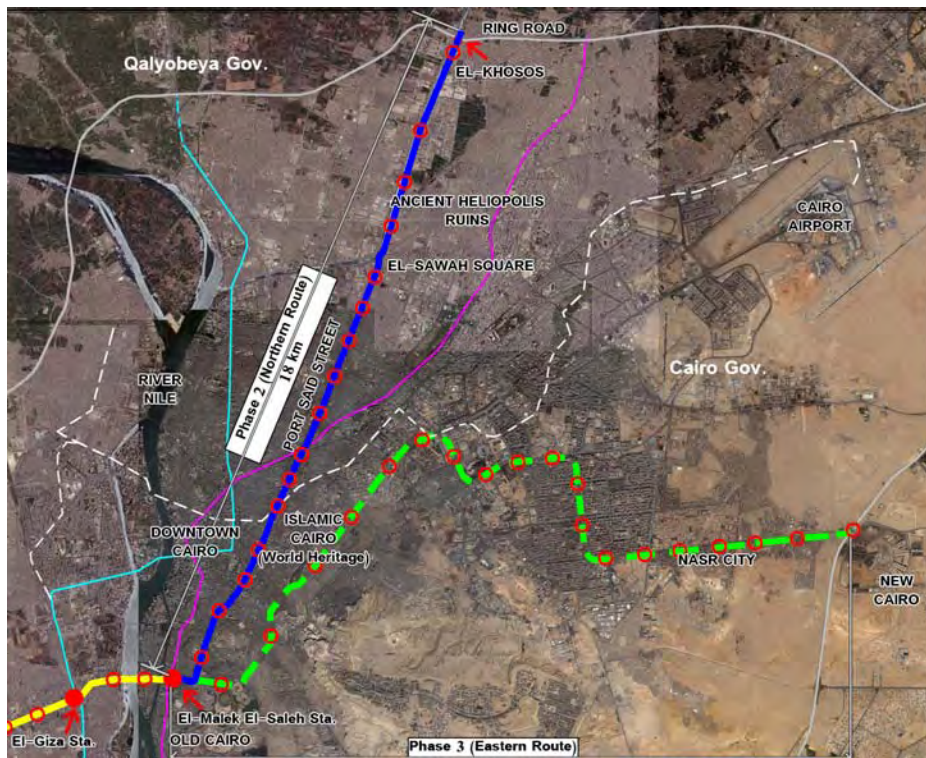 RING ROAD
Qalyobeya Gov.
EL-KHOSOS
ANCIENT HELIOPOLIS
RUINS
CAIRO
AIRPORT
EL-SAWAH SQUARE
Phase 2 (Northern Route)
18 km
PORT SAID STREET
RIVER
NILE
Cairo Gov.
ISLAMIC
CAIRO
(World Heritage)
DOWNTOWN
CAIRO
NASR CITY
NEW
CAIRO
El-Malek El-Saleh Sta.
El-Giza Sta.
OLD CAIRO
Phase 3 (Eastern Route)